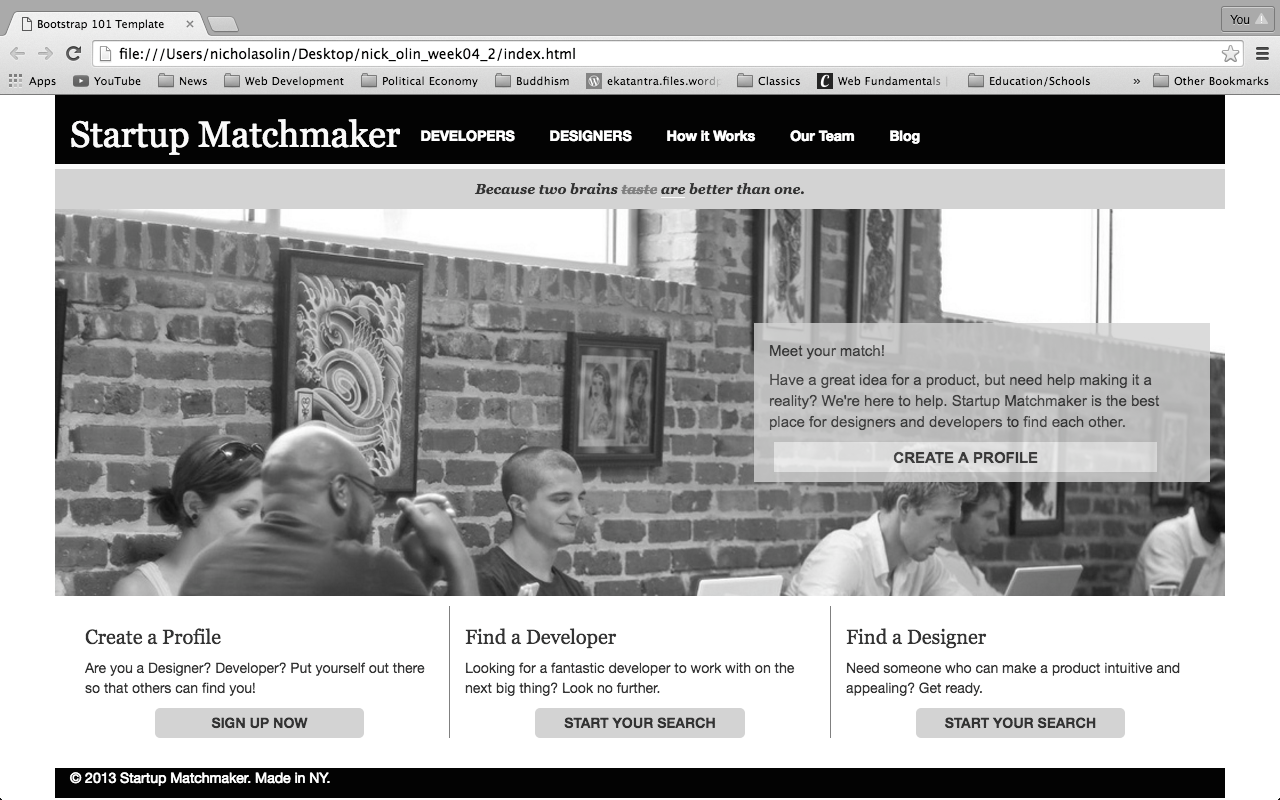 Bootstrap 101 Template
You
file:///Users/nicholasolin/Desktop/nick_olin_week04_2/index.html
Apps YouTube News Web Development Political Economy Buddhism ekatantra.files.wordp Classics Web Fundamentals Education/Schools » Other Bookmarks
Startup Matchmaker DEVELOPERS DESIGNERS How it Works Our Team Blog
Because two brains taste are better than one.
Meet your match!
Have a great idea for a product, but need help making it a
reality? We're here to help. Startup Matchmaker is the best
place for designers and developers to find each other.
CREATE A PROFILE
Create a Profile
Are you a Designer? Developer? Put yourself out there
so that others can find you!
SIGN UP NOW
Find a Developer
Looking for a fantastic developer to work with on the
next big thing? Look no further.
START YOUR SEARCH
Find a Designer
Need someone who can make a product intuitive and
appealing? Get ready.
START YOUR SEARCH
© 2013 Startup Matchmaker. Made in NY.